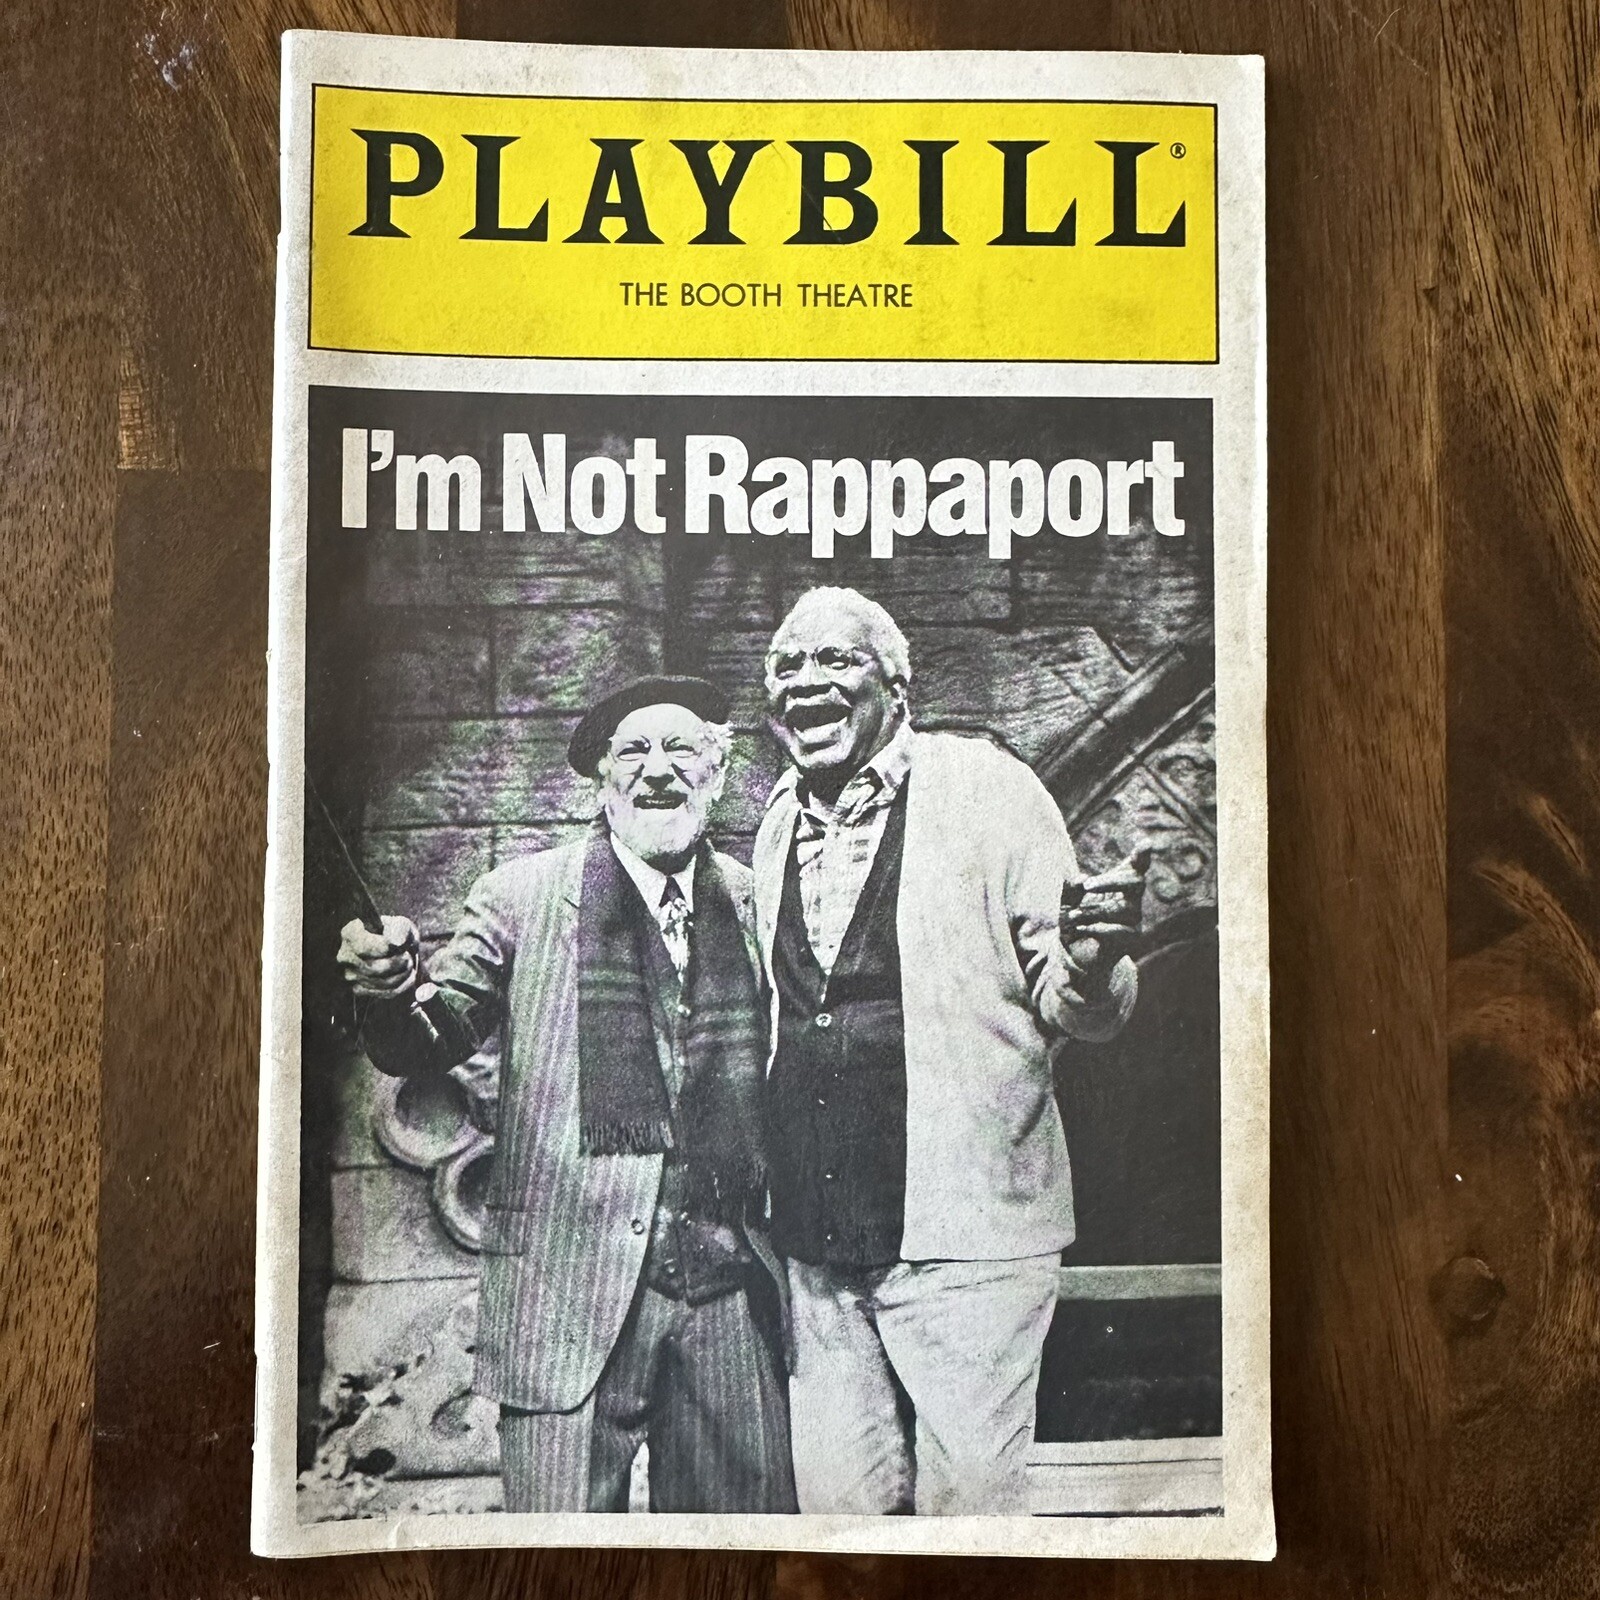 PLAYBILL®
THE BOOTH THEATRE
I'm Not Rappaport